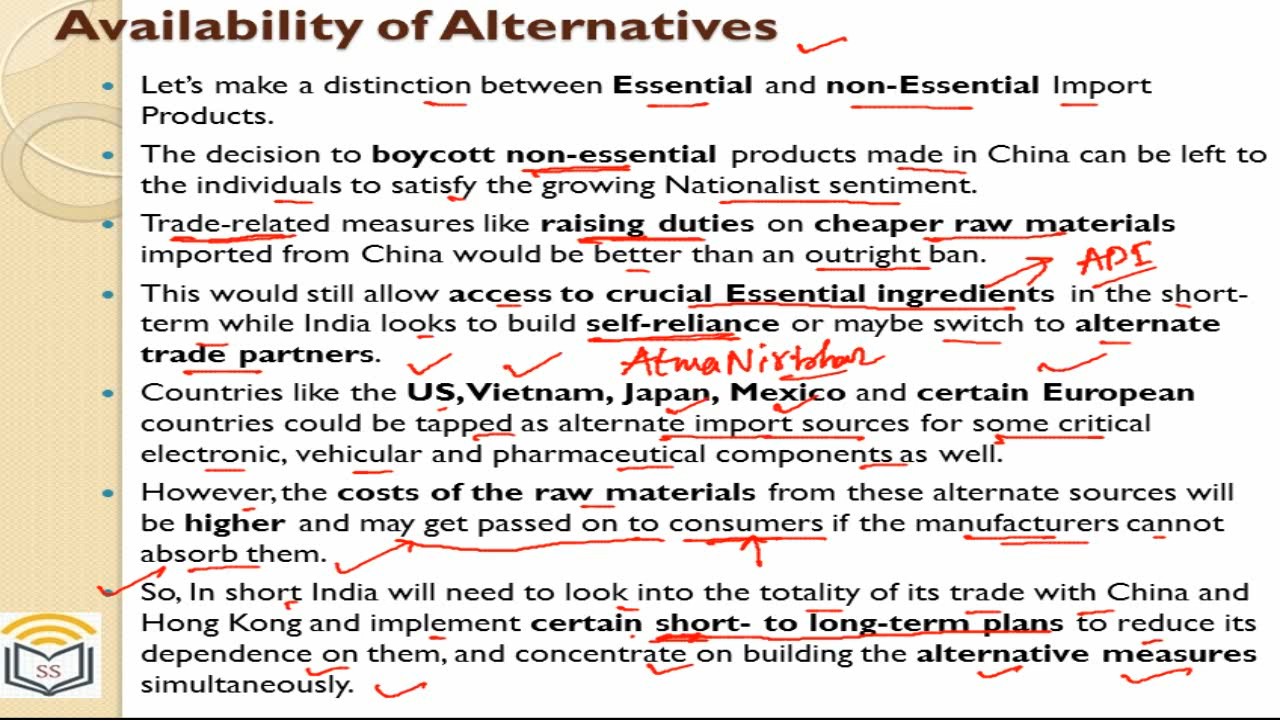 Availability of Alternatives
Let's make a distinction between Essential and non-Essential Import
Products.
The decision to boycott non-essential products made in China can be left to
the individuals to satisfy the growing Nationalist sentiment.
Trade-related measures like raising duties on cheaper raw materials
imported from China would be better than an outright ban.
API
This would still allow access to crucial Essential ingredients in the short-
term while India looks to build self-reliance or maybe switch to alternate
trade partners.
Atma Nirbhar
Countries like the US, Vietnam, Japan, Mexico and certain European
countries could be tapped as alternate import sources for some critical
electronic, vehicular and pharmaceutical components as well.
However, the costs of the raw materials from these alternate sources will
be higher and may get passed on to consumers if the manufacturers cannot
absorb them.
So, In short India will need to look into the totality of its trade with China and
Hong Kong and implement certain short- to long-term plans to reduce its
dependence on them, and concentrate on building the alternative measures
simultaneously.
SS